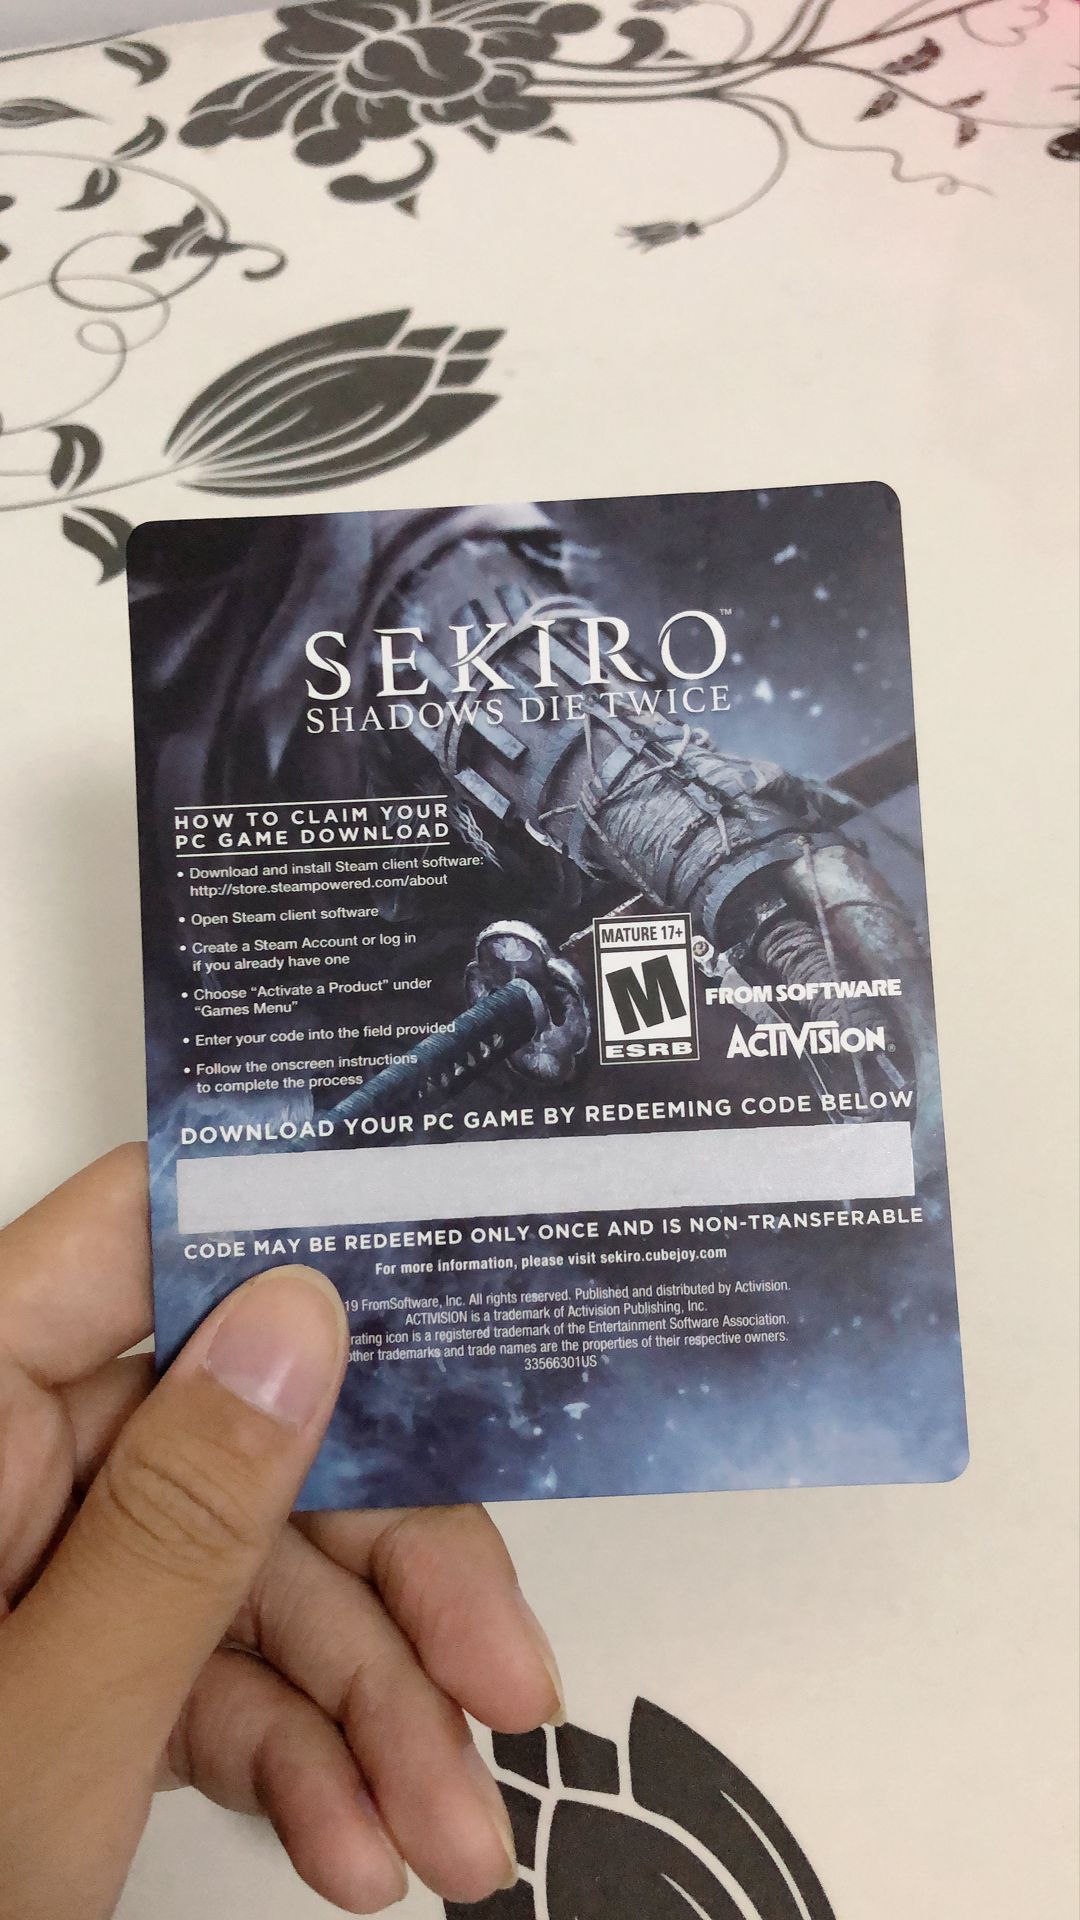 SEKIRO™
SHADOWS DIE TWICE
HOW TO CLAIM YOUR
PC GAME DOWNLOAD
• Download and install Steam client software:
http://store.steampowered.com/about
• Open Steam client software
• Create a Steam Account or log in
if you already have one
• Choose “Activate a Product” under
“Games Menu”
• Enter your code into the field provided
• Follow the onscreen instructions
to complete the process
MATURE 17+
M
ESRB
FROMSOFTWARE
ACTIVISION®
DOWNLOAD YOUR PC GAME BY REDEEMING CODE BELOW
CODE MAY BE REDEEMED ONLY ONCE AND IS NON-TRANSFERABLE
For more information, please visit sekiro.cubejoy.com
19 FromSoftware, Inc. All rights reserved. Published and distributed by Activision.
ACTIVISION is a trademark of Activision Publishing, Inc.
rating icon is a registered trademark of the Entertainment Software Association.
other trademarks and trade names are the properties of their respective owners.
33566301US